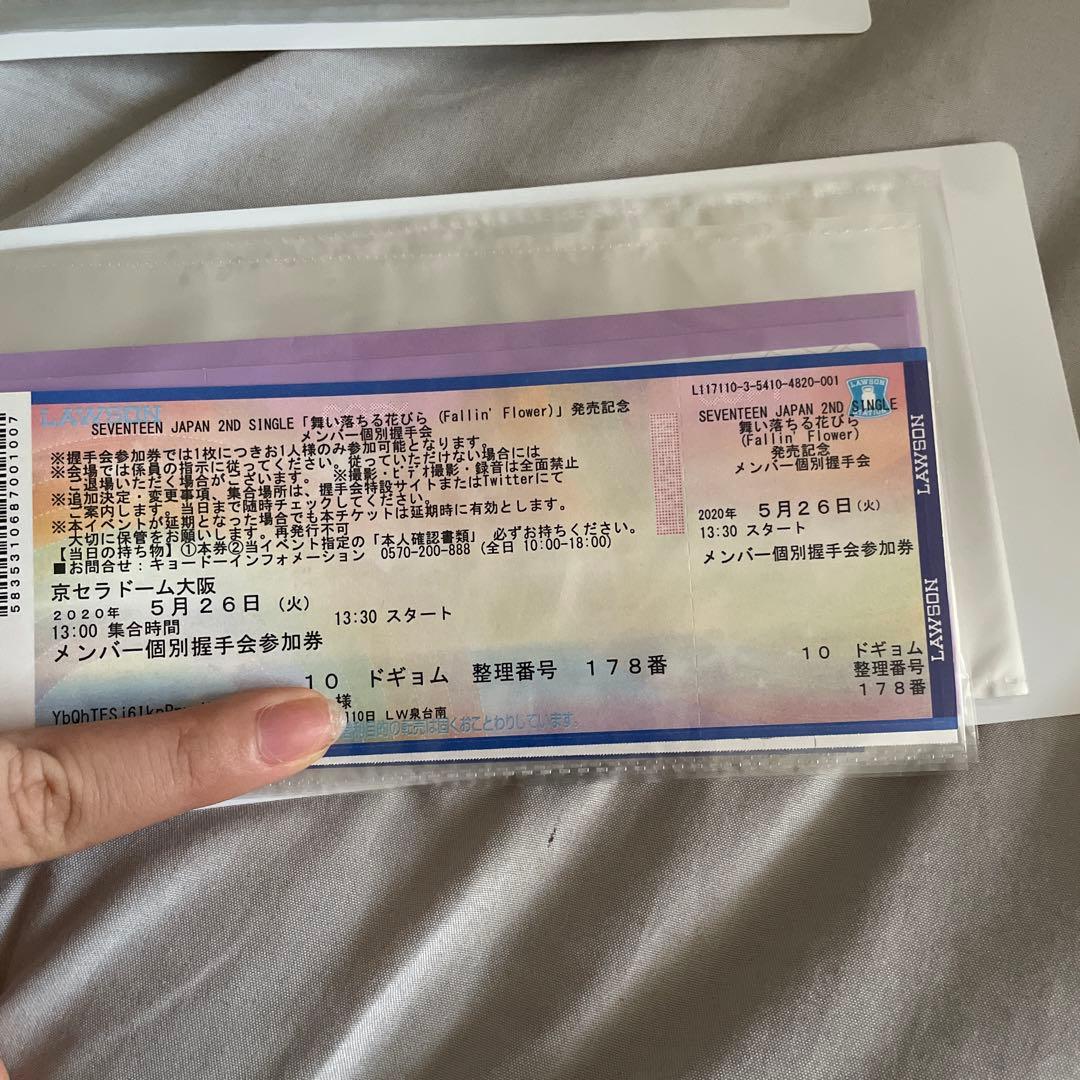 LAWSON
SEVENTEEN JAPAN 2ND SINGLE「舞い落ちる花びら (Fallin' Flower)」発売記念
メンバー個別握手会
※握手会参加券では1枚につきお1人様のみ参加可能となります。
※会場では係員の指示に従ってください。従っていただけない場合には
ご退場いただく場合がございます。 ※撮影・ビデオ撮影・録音は全面禁止
※追加決定・変更事項、集合場所は、握手会特設サイトまたはTwitterにて
ご案内します。当日まで随時チェックしてください。
※本イベントが延期となった場合でも本チケットは延期時に有効とします。
※大切に保管をお願いします。再発行不可
【当日の持ち物】①本券②当イベント指定の「本人確認書類」 必ずお持ちください。
■お問合せ:キョードーインフォメーション 0570-200-888 (全日 10:00-18:00)
京セラドーム大阪
2020年 5月26日 (火) 13:30 スタート
13:00 集合時間
メンバー個別握手会参加券
10 ドギョム 整理番号 178番
様
10日 LW泉台南
目的の転売は固くおことわりしています。
5835310687001007
L117110-3-5410-4820-001
LAWSON
SEVENTEEN JAPAN 2ND SINGLE
(舞い落ちる花びら
(Fallin' Flower)
発売記念
メンバー個別握手会
2020年 5月26日(火)
13:30 スタート
メンバー個別握手会参加券
10 ドギョム
整理番号
178番
LAWSON
LAWSON